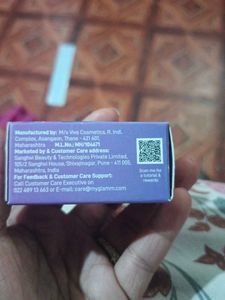 Manufactured by: M/s Viva Cosmetics, R. Indl.
Complex, Asangaon, Thane - 421 601,
Maharashtra M.L.No.: MH/104671
Marketed by & Customer Care address:
Sanghvi Beauty & Technologies Private Limited,
105/2 Sanghvi House, Shivajinagar, Pune - 411 005,
Maharashtra, India
For Feedback & Customer Care Support:
Call Customer Care Executive on
022 489 13 663 or E-mail: care@myglamm.com
Scan me for
a tutorial &
rewards